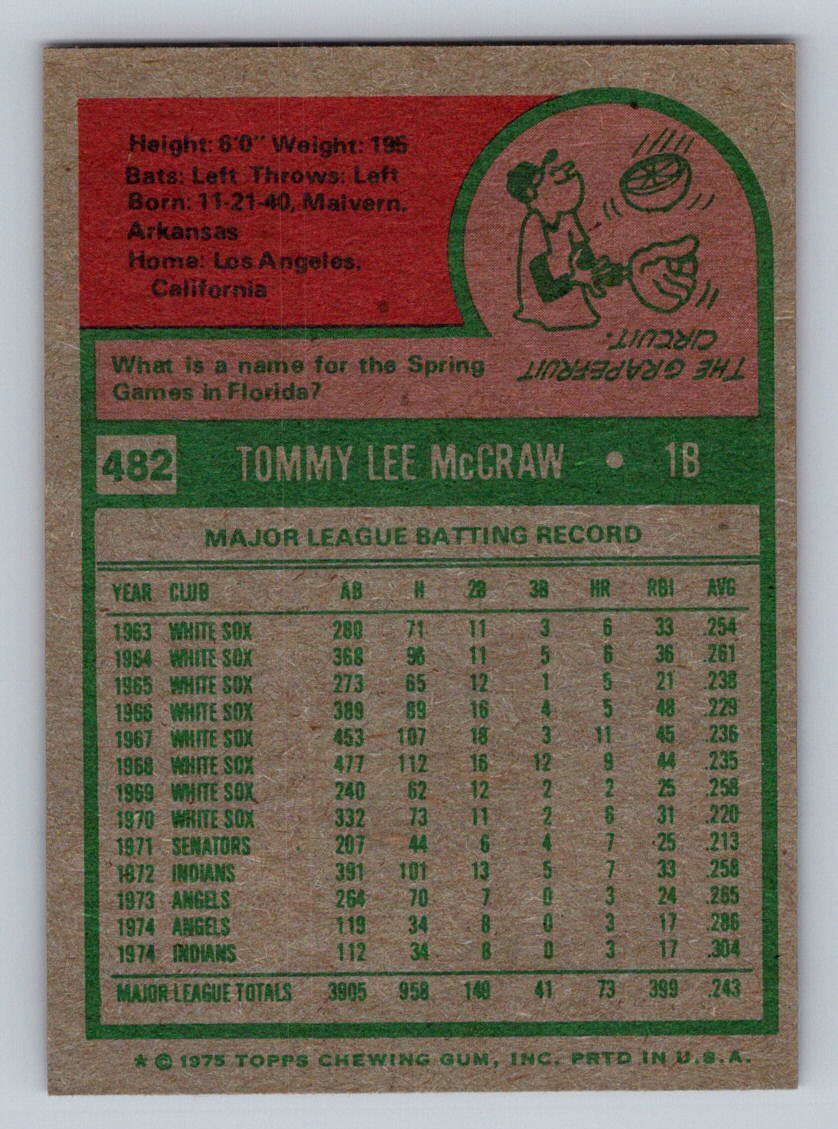 Height: 6'0" Weight: 195
Bats: Left Throws: Left
Born: 11-21-40, Malvern,
Arkansas
Home: Los Angeles,
California
What is a name for the Spring
Games in Florida?
THE GRAPEFRUIT
CIRCUIT.
482 TOMMY LEE McCRAW • 1B
MAJOR LEAGUE BATTING RECORD
YEAR CLUB AB H 2B 3B HR RBI AVG
1963 WHITE SOX 280 71 11 3 6 33 .254
1964 WHITE SOX 368 96 11 5 6 36 .261
1965 WHITE SOX 273 65 12 1 5 21 .238
1966 WHITE SOX 389 89 16 4 5 48 .229
1967 WHITE SOX 453 107 18 3 11 45 .236
1968 WHITE SOX 477 112 16 12 9 44 .235
1969 WHITE SOX 240 62 12 2 2 25 .258
1970 WHITE SOX 332 73 11 2 6 31 .220
1971 SENATORS 207 44 6 4 7 25 .213
1972 INDIANS 391 101 13 5 7 33 .258
1973 ANGELS 264 70 7 0 3 24 .265
1974 ANGELS 119 34 8 0 3 17 .286
1974 INDIANS 112 34 8 0 3 17 .304
MAJOR LEAGUE TOTALS 3905 958 149 41 73 399 .243
* © 1975 TOPPS CHEWING GUM, INC. PRTD IN U.S.A.